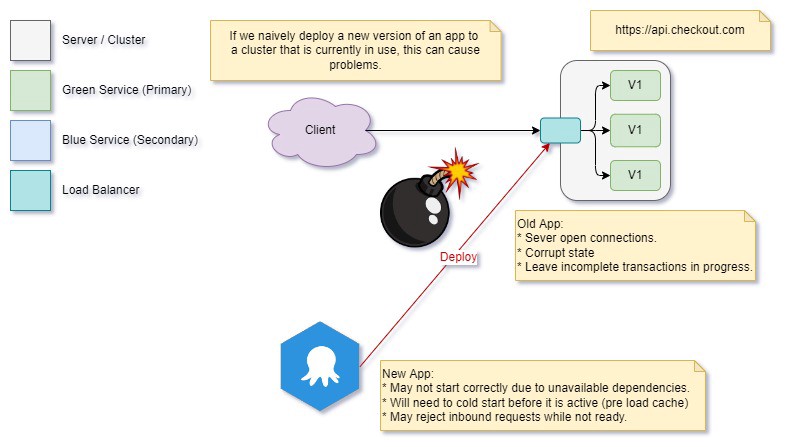 Server / Cluster
Green Service (Primary)
Blue Service (Secondary)
Load Balancer
If we naively deploy a new version of an app to
a cluster that is currently in use, this can cause
problems.
https://api.checkout.com
Client
V1
V1
V1
Old App:
* Sever open connections.
* Corrupt state
* Leave incomplete transactions in progress.
Deploy
New App:
* May not start correctly due to unavailable dependencies.
* Will need to cold start before it is active (pre load cache)
* May reject inbound requests while not ready.